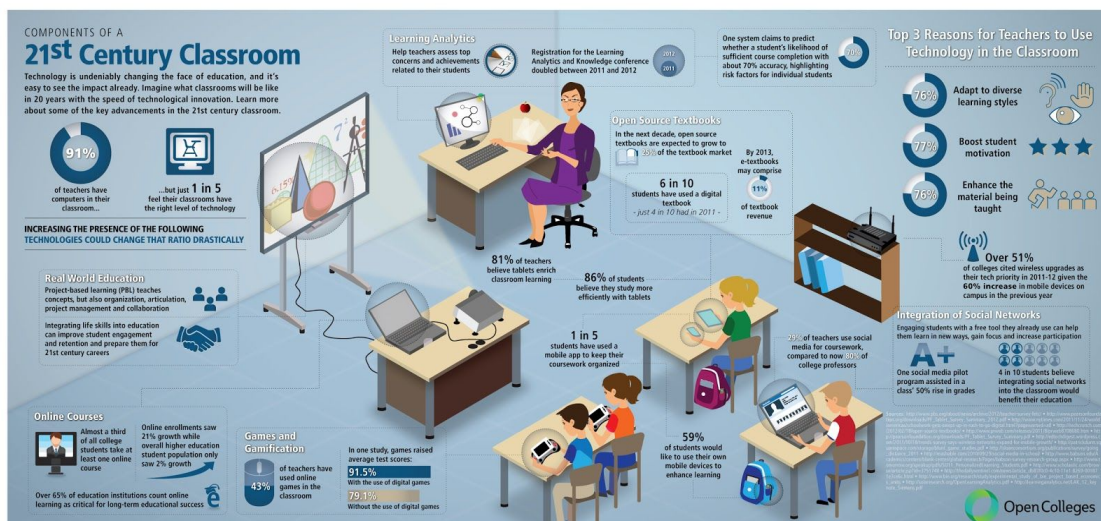 COMPONENTS OF A
21st Century Classroom
Technology is undeniably changing the face of education, and it's
easy to see the impact already. Imagine what classrooms will be like
in 20 years with the speed of technological innovation. Learn more
about some of the key advancements in the 21st century classroom.
91%
of teachers have
computers in their
classroom...
...but just 1 in 5
feel their classrooms have
the right level of technology
INCREASING THE PRESENCE OF THE FOLLOWING
TECHNOLOGIES COULD CHANGE THAT RATIO DRASTICALLY
Learning Analytics
Help teachers assess top
concerns and achievements
related to their students
Registration for the Learning
Analytics and Knowledge conference
doubled between 2011 and 2012
2012
2011
One system claims to predict
whether a student's likelihood of
sufficient course completion with
about 70% accuracy, highlighting
risk factors for individual students
70%
Top 3 Reasons for Teachers to Use
Technology in the Classroom
76%
Adapt to diverse
learning styles
77%
Boost student
motivation
76%
Enhance the
material being
taught
Open Source Textbooks
In the next decade, open source
textbooks are expected to grow to
25% of the textbook market
6 in 10
students have used a digital
textbook
- just 4 in 10 had in 2011 -
By 2013,
e-textbooks
may comprise
11%
of textbook
revenue
6.15%
7
81% of teachers
believe tablets enrich
classroom learning
86% of students
believe they study more
efficiently with tablets
Over 51%
of colleges cited wireless upgrades as
their tech priority in 2011-12 given the
60% increase in mobile devices on
campus in the previous year
Real World Education
Project-based learning (PBL) teaches
concepts, but also organization, articulation,
project management and collaboration
Integrating life skills into education
can improve student engagement
and retention and prepare them for
21st century careers
1 in 5
students have used a
mobile app to keep their
coursework organized
Integration of Social Networks
Engaging students with a free tool they already use can help
them learn in new ways, gain focus and increase participation
29% of teachers use social
media for coursework,
compared to now 80% of
college professors
A+
One social media pilot
program assisted in a
class' 50% rise in grades
4 in 10 students believe
integrating social networks
into the classroom would
benefit their education
Online Courses
Almost a third
of all college
students take at
least one online
course
Online enrollments saw
21% growth while
overall higher education
student population only
saw 2% growth
Over 65% of education institutions count online
learning as critical for long-term educational success
Games and
Gamification
43%
of teachers have
used online
games in the
classroom
In one study, games raised
average test scores:
91.5%
With the use of digital games
79.1%
Without the use of digital games
59%
of students would
like to use their own
mobile devices to
enhance learning
OpenColleges